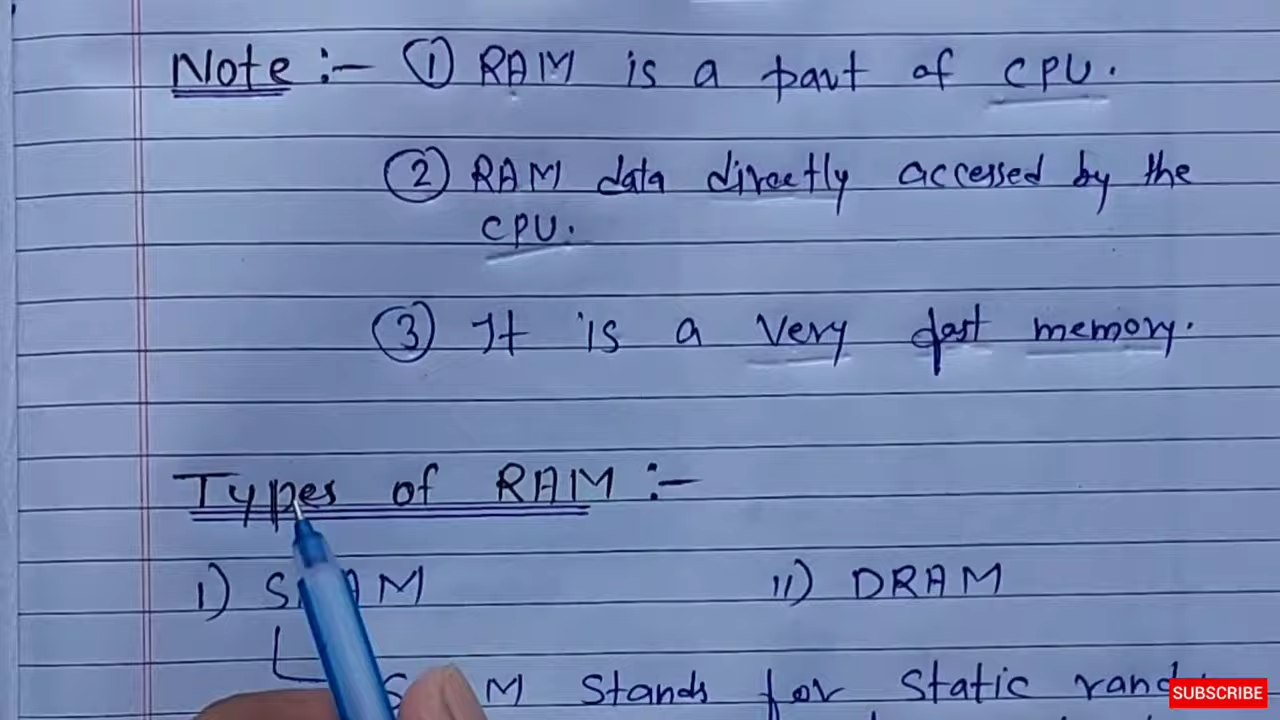 Note :- ① RAM is a part of CPU.
② RAM data directly accessed by the
CPU.
③ It is a very fast memory.
Types of RAM :-
i) SRAM
ii) DRAM
stands for static
SUBSCRIBE